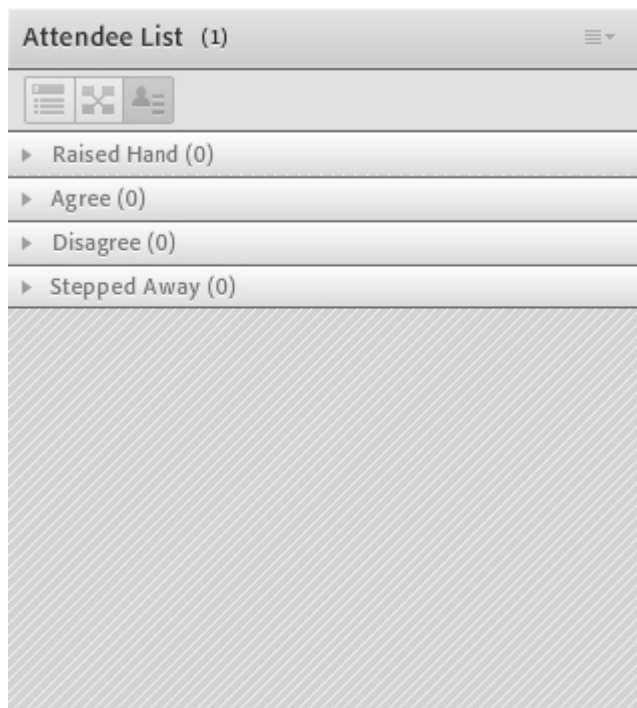 Attendee List (1)
Raised Hand (0)
Agree (0)
Disagree (0)
Stepped Away (0)